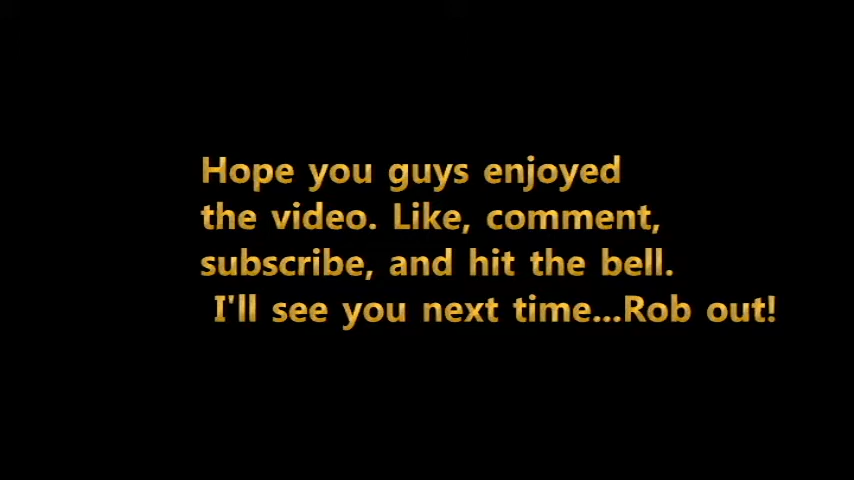 Hope you guys enjoyed
the video. Like, comment,
subscribe, and hit the bell.
I'll see you next time...Rob out!